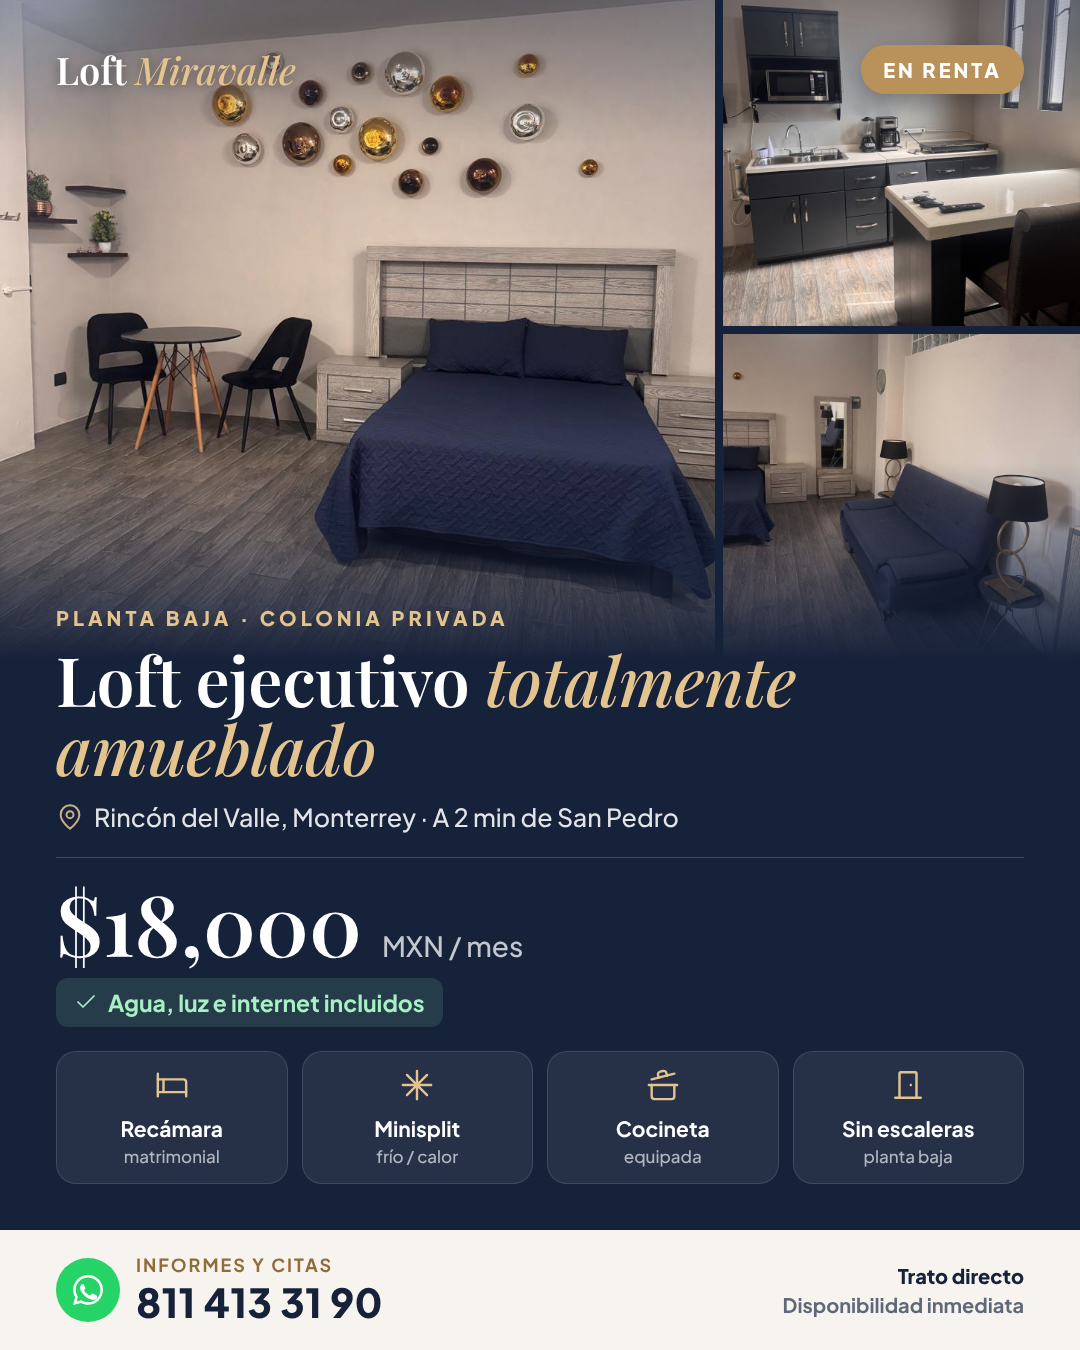 Loft Miravalle
EN RENTA
PLANTA BAJA · COLONIA PRIVADA
Loft ejecutivo totalmente
amueblado
Rincón del Valle, Monterrey · A 2 min de San Pedro
$18,000 MXN / mes
Agua, luz e internet incluidos
Recámara
matrimonial
Minisplit
frío / calor
Cocineta
equipada
Sin escaleras
planta baja
INFORMES Y CITAS
811 413 31 90
Trato directo
Disponibilidad inmediata